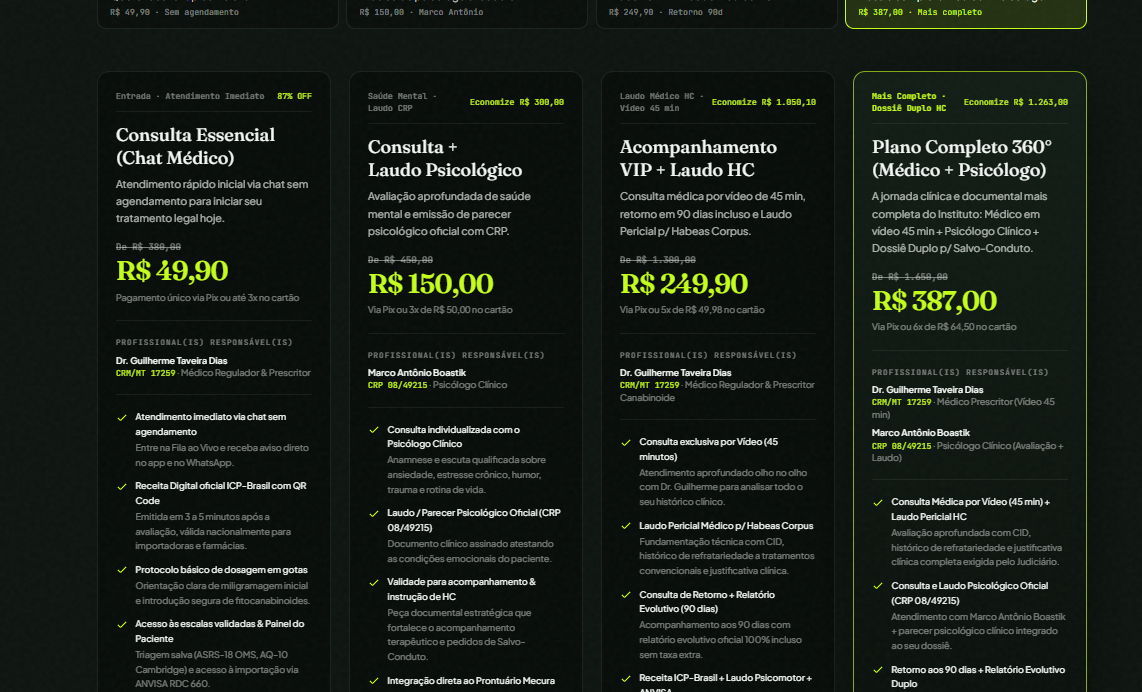 R$ 49,90 · Sem agendamento
R$ 150,00 · Marco Antônio
R$ 249,90 · Retorno 90d
R$ 387,00 · Mais completo
Entrada · Atendimento Imediato
87% OFF
Consulta Essencial
(Chat Médico)
Atendimento rápido inicial via chat sem
agendamento para iniciar seu
tratamento legal hoje.
De R$ 380,00
R$ 49,90
Pagamento único via Pix ou até 3x no cartão
PROFISSIONAL(IS) RESPONSÁVEL(IS)
Dr. Guilherme Taveira Dias
CRM/MT 17259 · Médico Regulador & Prescritor
Atendimento imediato via chat sem
agendamento
Entre na Fila ao Vivo e receba aviso direto
no app e no WhatsApp.
Receita Digital oficial ICP-Brasil com QR
Code
Emitida em 3 a 5 minutos após a
avaliação, válida nacionalmente para
importadoras e farmácias.
Protocolo básico de dosagem em gotas
Orientação clara de miligramagem inicial
e introdução segura de fitocanabinoides.
Acesso às escalas validadas & Painel do
Paciente
Triagem salva (ASRS-18 OMS, AQ-10
Cambridge) e acesso à importação via
ANVISA RDC 660.
Saúde Mental ·
Laudo CRP
Economize R$ 300,00
Consulta +
Laudo Psicológico
Avaliação aprofundada de saúde
mental e emissão de parecer
psicológico oficial com CRP.
De R$ 450,00
R$ 150,00
Via Pix ou 3x de R$ 50,00 no cartão
PROFISSIONAL(IS) RESPONSÁVEL(IS)
Marco Antônio Boastik
CRP 08/49215 · Psicólogo Clínico
Consulta individualizada com o
Psicólogo Clínico
Anamnese e escuta qualificada sobre
ansiedade, estresse crônico, humor,
trauma e rotina de vida.
Laudo / Parecer Psicológico Oficial (CRP
08/49215)
Documento clínico assinado atestando
as condições emocionais do paciente.
Validade para acompanhamento &
instrução de HC
Peça documental estratégica que
fortalece o acompanhamento
terapêutico e pedidos de Salvo-
Conduto.
Integração direta ao Prontuário Mecura
Laudo Médico HC ·
Vídeo 45 min
Economize R$ 1.050,10
Acompanhamento
VIP + Laudo HC
Consulta médica por vídeo de 45 min,
retorno em 90 dias incluso e Laudo
Pericial p/ Habeas Corpus.
De R$ 1.300,00
R$ 249,90
Via Pix ou 5x de R$ 49,98 no cartão
PROFISSIONAL(IS) RESPONSÁVEL(IS)
Dr. Guilherme Taveira Dias
CRM/MT 17259 · Médico Regulador & Prescritor
Canabinoide
Consulta exclusiva por Vídeo (45
minutos)
Atendimento aprofundado olho no olho
com Dr. Guilherme para analisar todo o
seu histórico clínico.
Laudo Pericial Médico p/ Habeas Corpus
Fundamentação técnica com CID,
histórico de refratariedade a tratamentos
convencionais e justificativa clínica.
Consulta de Retorno + Relatório
Evolutivo (90 dias)
Acompanhamento aos 90 dias com
relatório evolutivo oficial 100% incluso
sem taxa extra.
Receita ICP-Brasil + Laudo Psicomotor +
ANVISA
Mais Completo ·
Dossiê Duplo HC
Economize R$ 1.263,00
Plano Completo 360°
(Médico + Psicólogo)
A jornada clínica e documental mais
completa do Instituto: Médico em
vídeo 45 min + Psicólogo Clínico +
Dossiê Duplo p/ Salvo-Conduto.
De R$ 1.650,00
R$ 387,00
Via Pix ou 6x de R$ 64,50 no cartão
PROFISSIONAL(IS) RESPONSÁVEL(IS)
Dr. Guilherme Taveira Dias
CRM/MT 17259 · Médico Prescritor (Vídeo 45
min)
Marco Antônio Boastik
CRP 08/49215 · Psicólogo Clínico (Avaliação +
Laudo)
Consulta Médica por Vídeo (45 min) +
Laudo Pericial HC
Avaliação aprofundada com CID,
histórico de refratariedade e justificativa
clínica completa exigida pelo Judiciário.
Consulta e Laudo Psicológico Oficial
(CRP 08/49215)
Atendimento com Marco Antônio Boastik
+ parecer psicológico clínico integrado
ao seu dossiê.
Retorno aos 90 dias + Relatório Evolutivo
Duplo